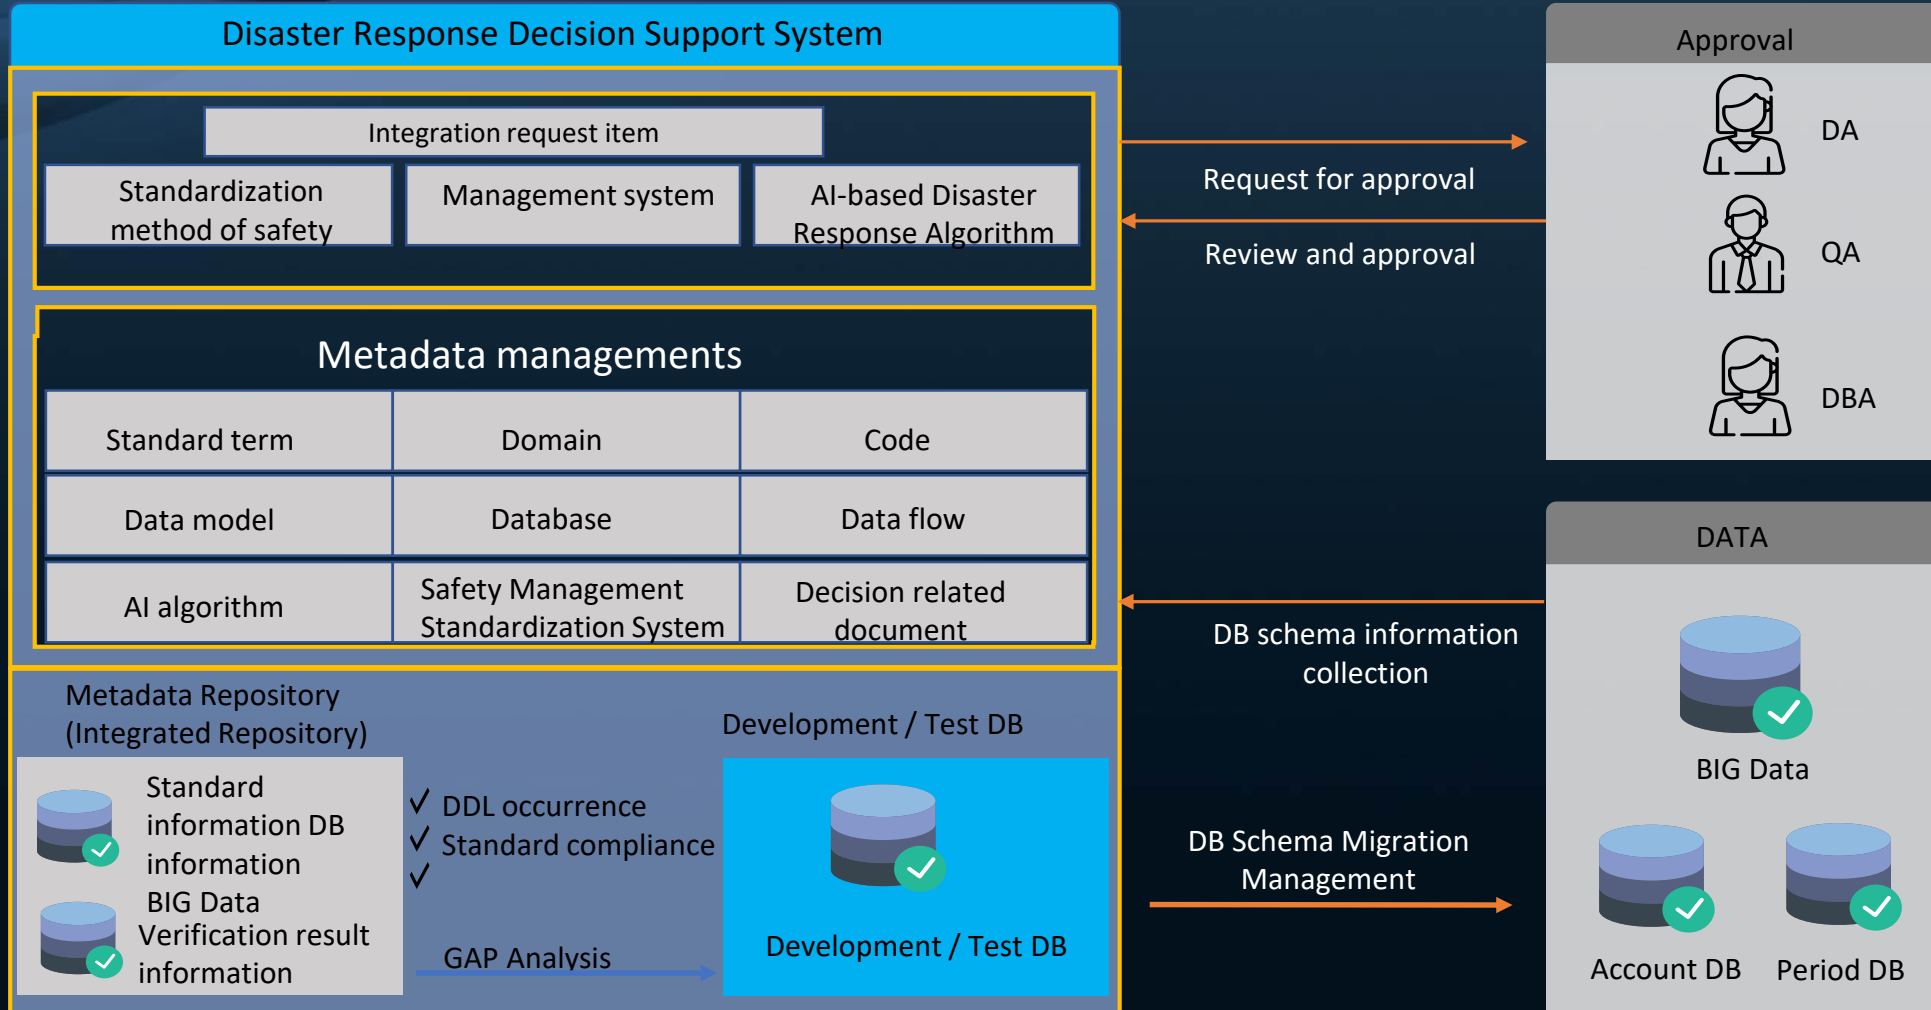 Disaster Response Decision Support System
Integration request item
Standardization
method of safety
Management system
AI-based Disaster
Response Algorithm
Metadata managements
Standard term
Domain
Code
Data model
Database
Data flow
AI algorithm
Safety Management
Standardization System
Decision related
document
Metadata Repository
(Integrated Repository)
Standard
information DB
information
BIG Data
Verification result
information
✓ DDL occurrence
✓ Standard compliance
✓
GAP Analysis
Development / Test DB
Development / Test DB
Request for approval
Review and approval
DB schema information
collection
DB Schema Migration
Management
Approval
DA
QA
DBA
DATA
BIG Data
Account DB
Period DB